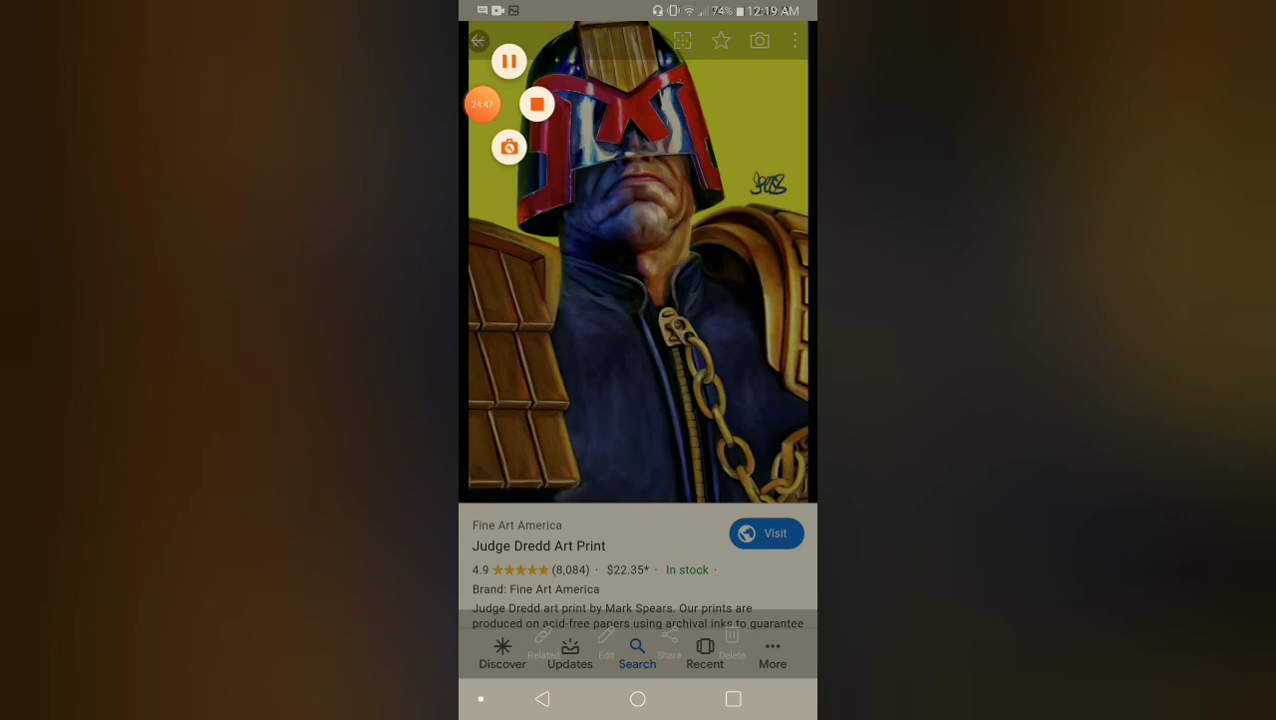 74% 12:19 AM
24:47
Fine Art America
Visit
Judge Dredd Art Print
4.9 ★★★★★ (8,084) · $22.35* · In stock ·
Brand: Fine Art America
Judge Dredd art print by Mark Spears. Our prints are
produced on acid-free papers using archival inks to guarantee
Related Edit Share Delete
Discover Updates Search Recent More